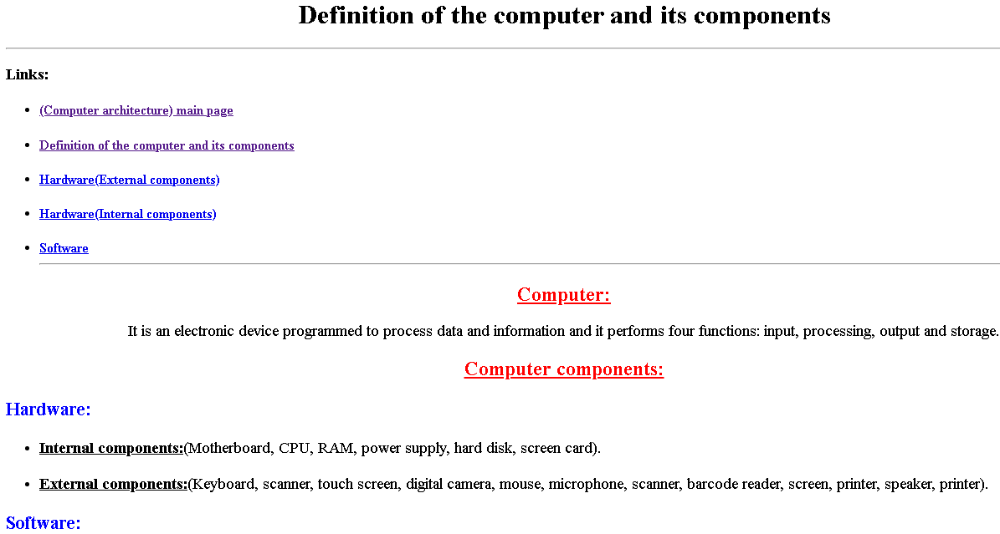 Definition of the computer and its components
Links:
(Computer architecture) main page
Definition of the computer and its components
Hardware(External components)
Hardware(Internal components)
Software
Computer:
It is an electronic device programmed to process data and information and it performs four functions: input, processing, output and storage.
Computer components:
Hardware:
Internal components:(Motherboard, CPU, RAM, power supply, hard disk, screen card).
External components:(Keyboard, scanner, touch screen, digital camera, mouse, microphone, scanner, barcode reader, screen, printer, speaker, printer).
Software: